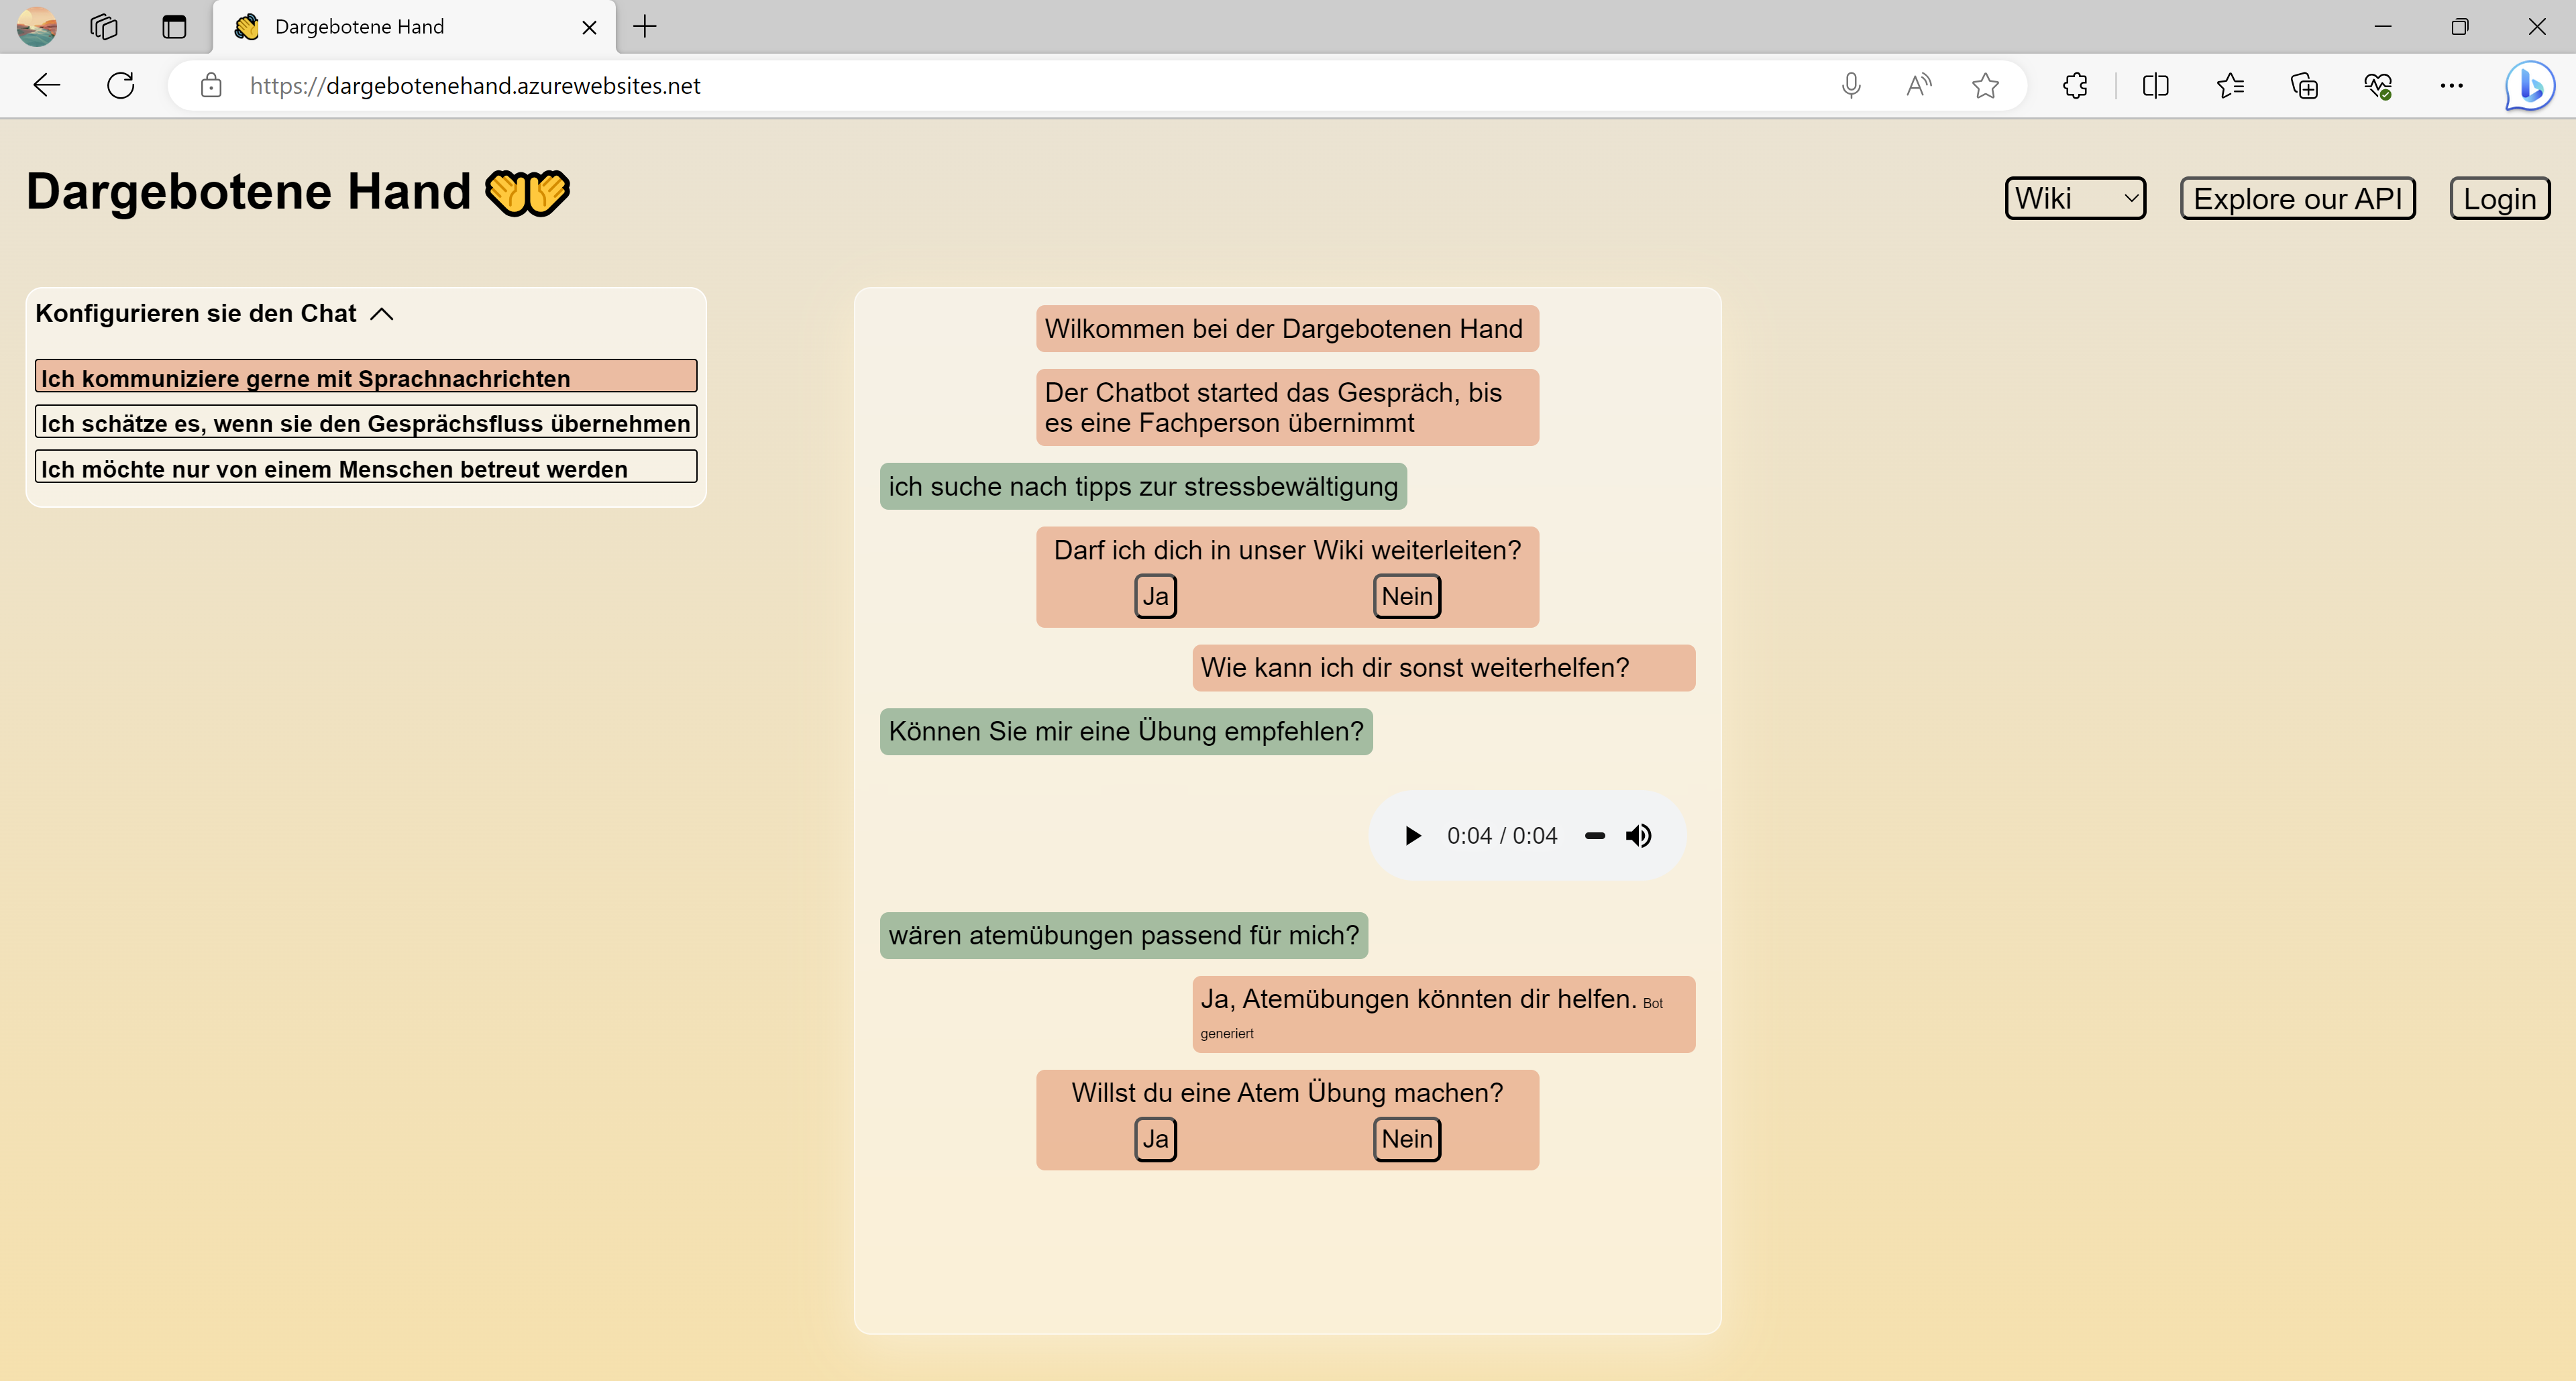 Dargebotene Hand
https://dargebotenehand.azurewebsites.net
Dargebotene Hand
Wiki
Explore our API
Login
Konfigurieren sie den Chat
Ich kommuniziere gerne mit Sprachnachrichten
Ich schätze es, wenn sie den Gesprächsfluss übernehmen
Ich möchte nur von einem Menschen betreut werden
Wilkommen bei der Dargebotenen Hand
Der Chatbot started das Gespräch, bis
es eine Fachperson übernimmt
ich suche nach tipps zur stressbewältigung
Darf ich dich in unser Wiki weiterleiten?
Ja
Nein
Wie kann ich dir sonst weiterhelfen?
Können Sie mir eine Übung empfehlen?
0:04 / 0:04
wären atemübungen passend für mich?
Ja, Atemübungen könnten dir helfen. Bot
generiert
Willst du eine Atem Übung machen?
Ja
Nein